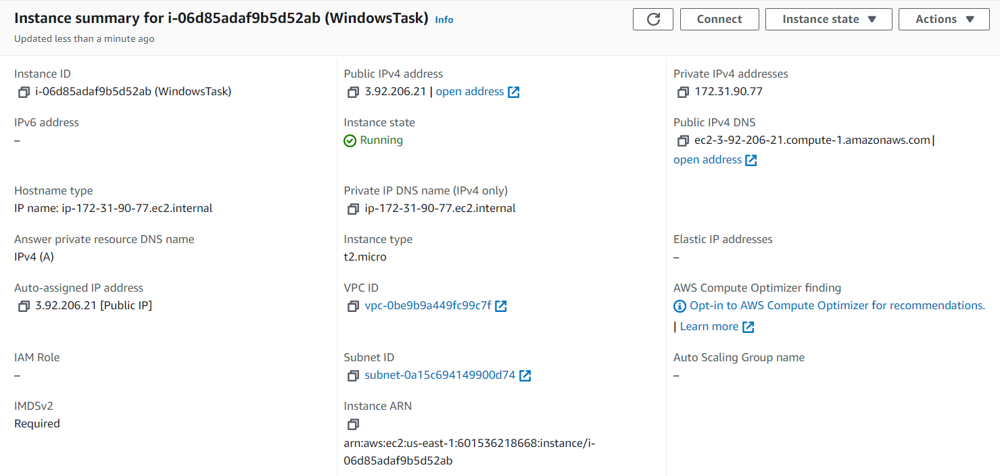 Instance summary for i-06d85adaf9b5d52ab (WindowsTask) Info
Updated less than a minute ago
Connect
Instance state
Actions
Instance ID
i-06d85adaf9b5d52ab (WindowsTask)
Public IPv4 address
3.92.206.21 | open address
Private IPv4 addresses
172.31.90.77
IPv6 address
–
Instance state
Running
Public IPv4 DNS
ec2-3-92-206-21.compute-1.amazonaws.com |
open address
Hostname type
IP name: ip-172-31-90-77.ec2.internal
Private IP DNS name (IPv4 only)
ip-172-31-90-77.ec2.internal
Answer private resource DNS name
IPv4 (A)
Instance type
t2.micro
Elastic IP addresses
–
Auto-assigned IP address
3.92.206.21 [Public IP]
VPC ID
vpc-0be9b9a449fc99c7f
AWS Compute Optimizer finding
Opt-in to AWS Compute Optimizer for recommendations.
| Learn more
IAM Role
–
Subnet ID
subnet-0a15c694149900d74
Auto Scaling Group name
–
IMDSv2
Required
Instance ARN
arn:aws:ec2:us-east-1:601536218668:instance/i-
06d85adaf9b5d52ab